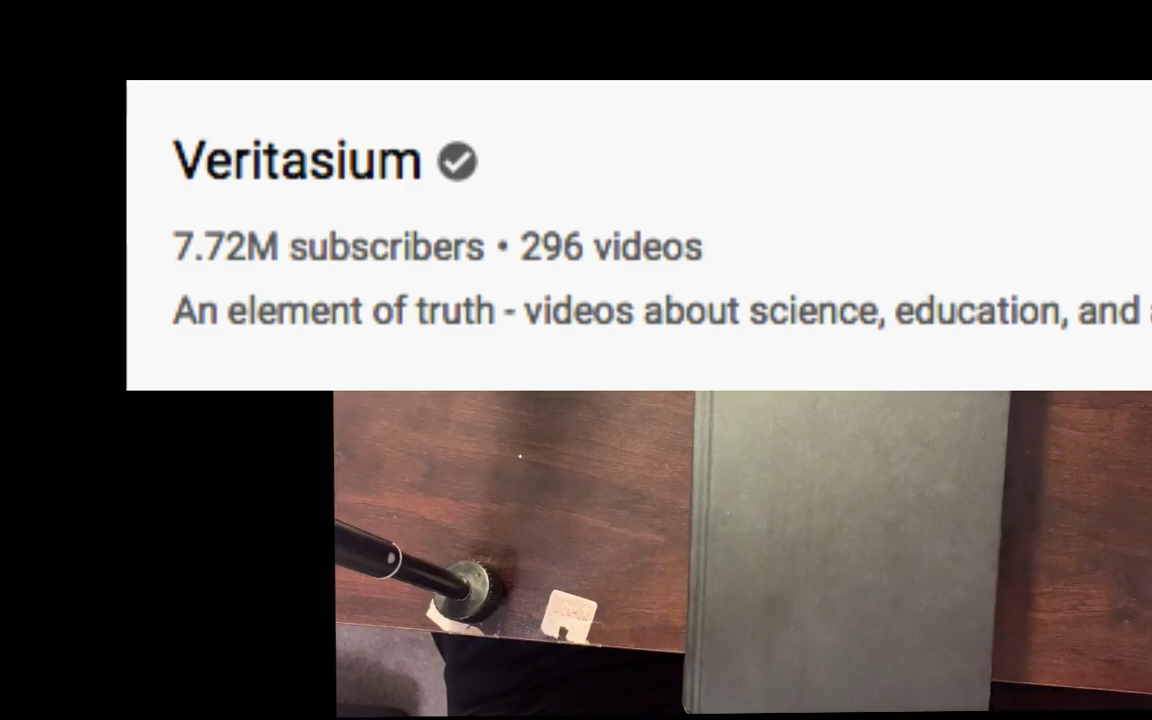 Veritasium
7.72M subscribers • 296 videos
An element of truth - videos about science, education, and